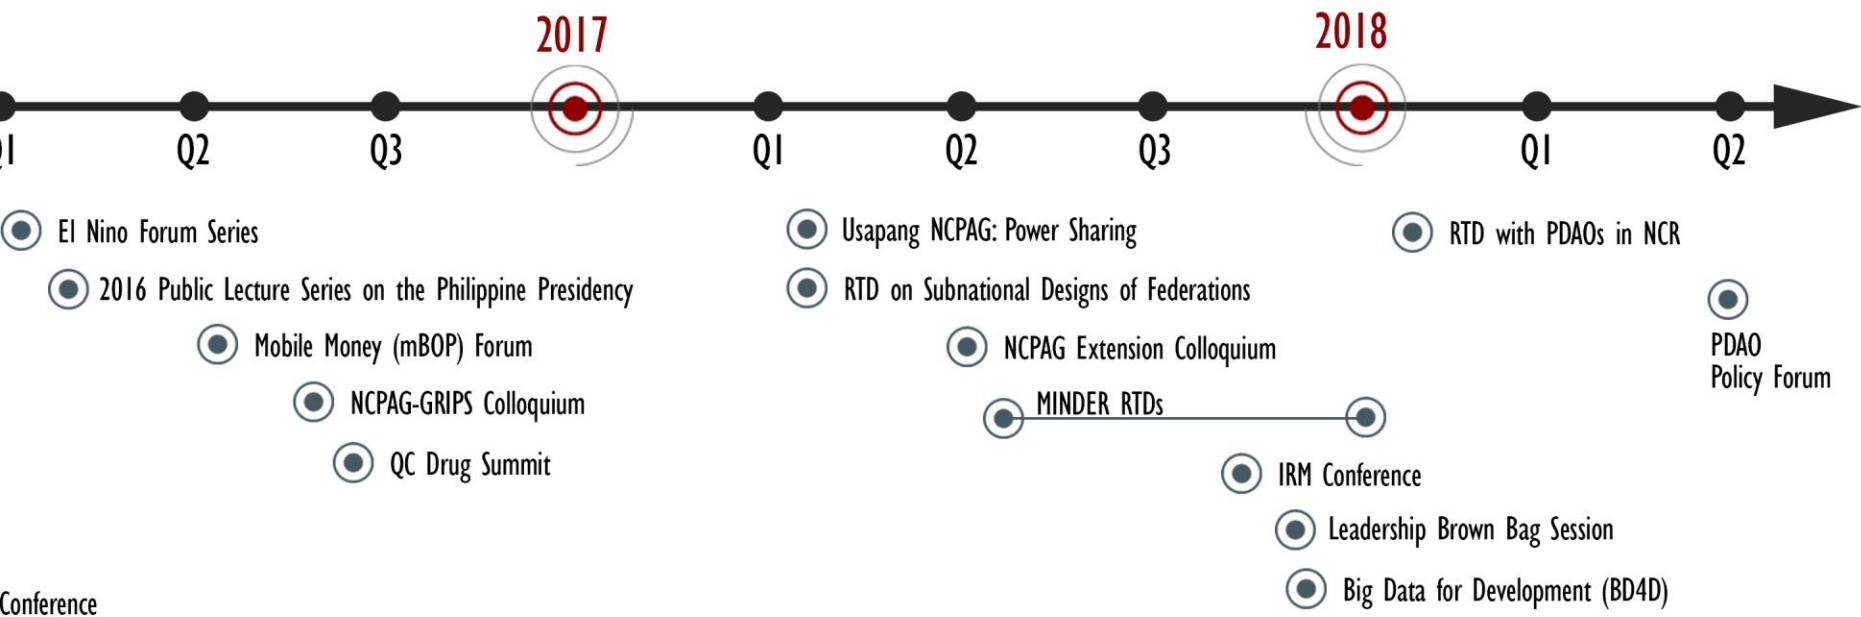 2017
2018
Q1
Q2
Q3
Q1
Q2
Q3
Q1
Q2
El Nino Forum Series
Usapang NCPAG: Power Sharing
RTD with PDAOs in NCR
2016 Public Lecture Series on the Philippine Presidency
RTD on Subnational Designs of Federations
Mobile Money (mBOP) Forum
NCPAG Extension Colloquium
PDAO
Policy Forum
NCPAG-GRIPS Colloquium
MINDER RTDs
QC Drug Summit
IRM Conference
Leadership Brown Bag Session
Big Data for Development (BD4D)
Conference